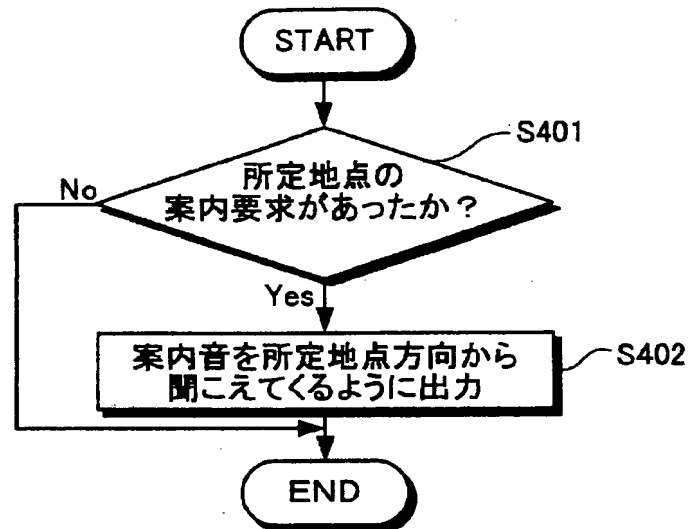 START
S401
所定地点の
案内要求があったか？
No
Yes
案内音を所定地点方向から
聞こえてくるように出力
S402
END